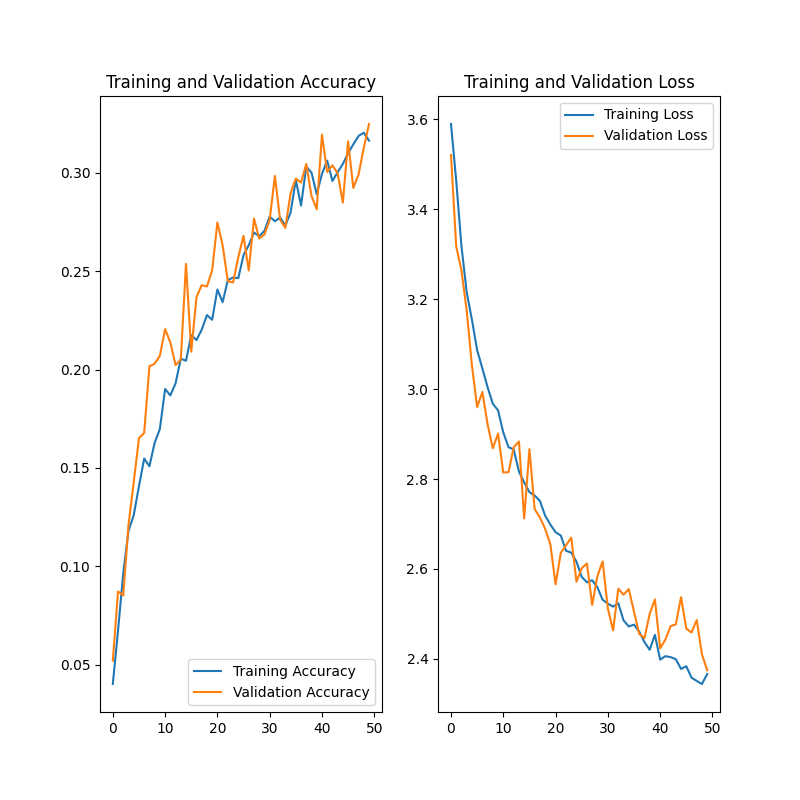 Training and Validation Accuracy
0.30
0.25
0.20
0.15
0.10
0.05
Training Accuracy
Validation Accuracy
0 10 20 30 40 50
Training and Validation Loss
Training Loss
Validation Loss
3.6
3.4
3.2
3.0
2.8
2.6
2.4
0 10 20 30 40 50